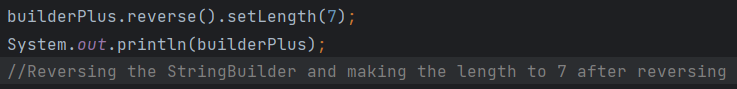 builderPlus.reverse().setLength(7);
System.out.println(builderPlus);
//Reversing the StringBuilder and making the length to 7 after reversing